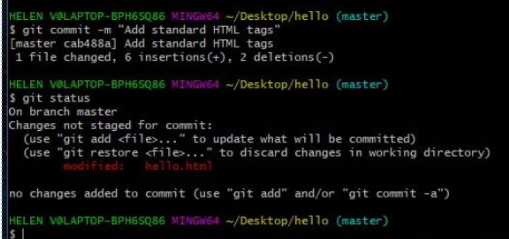 HELEN V@LAPTOP-BPH6SQ86 MINGW64 ~/Desktop/hello (master)
$ git commit -m "Add standard HTML tags"
[master cab488a] Add standard HTML tags
 1 file changed, 6 insertions(+), 2 deletions(-)

HELEN V@LAPTOP-BPH6SQ86 MINGW64 ~/Desktop/hello (master)
$ git status
On branch master
Changes not staged for commit:
  (use "git add <file>..." to update what will be committed)
  (use "git restore <file>..." to discard changes in working directory)
        modified:   hello.html

no changes added to commit (use "git add" and/or "git commit -a")

HELEN V@LAPTOP-BPH6SQ86 MINGW64 ~/Desktop/hello (master)
$